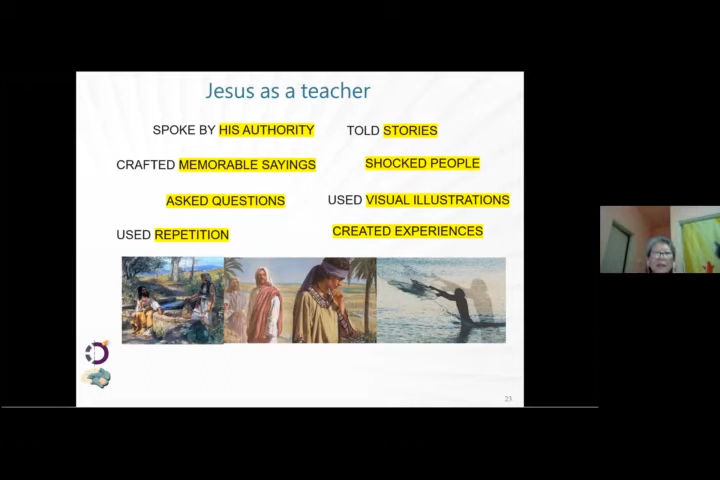 Jesus as a teacher
SPOKE BY HIS AUTHORITY
TOLD STORIES
CRAFTED MEMORABLE SAYINGS
SHOCKED PEOPLE
ASKED QUESTIONS
USED VISUAL ILLUSTRATIONS
USED REPETITION
CREATED EXPERIENCES
23